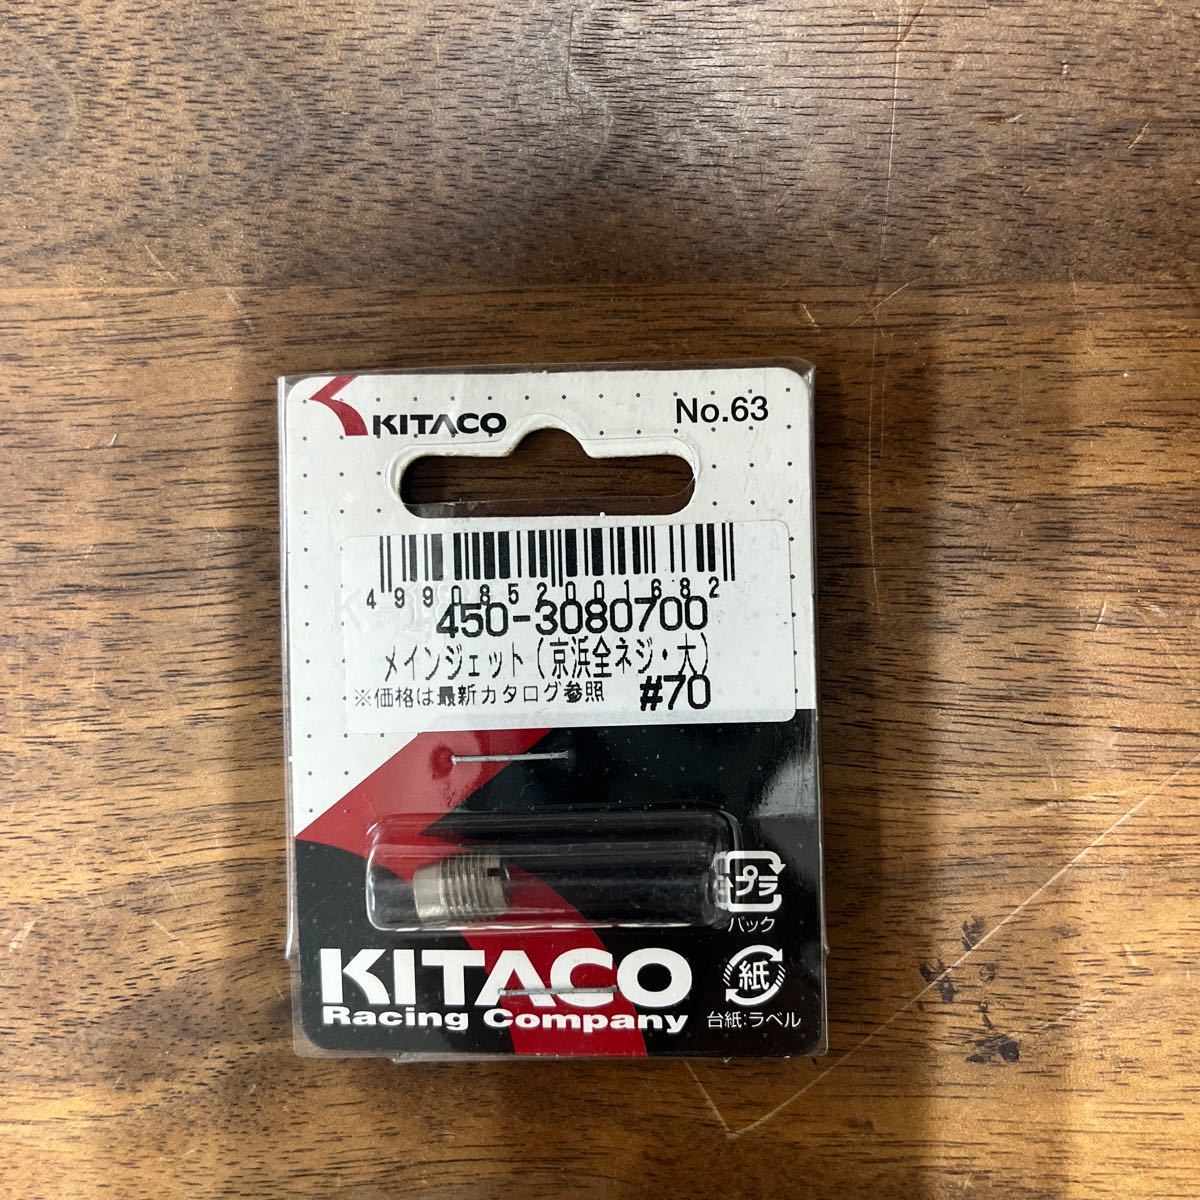 KITACO
No.63
4990852001682
450-3080700
メインジェット(京浜全ネジ・大)
※価格は最新カタログ参照 #70
プラ
パック
KITACO
Racing Company
紙
台紙:ラベル